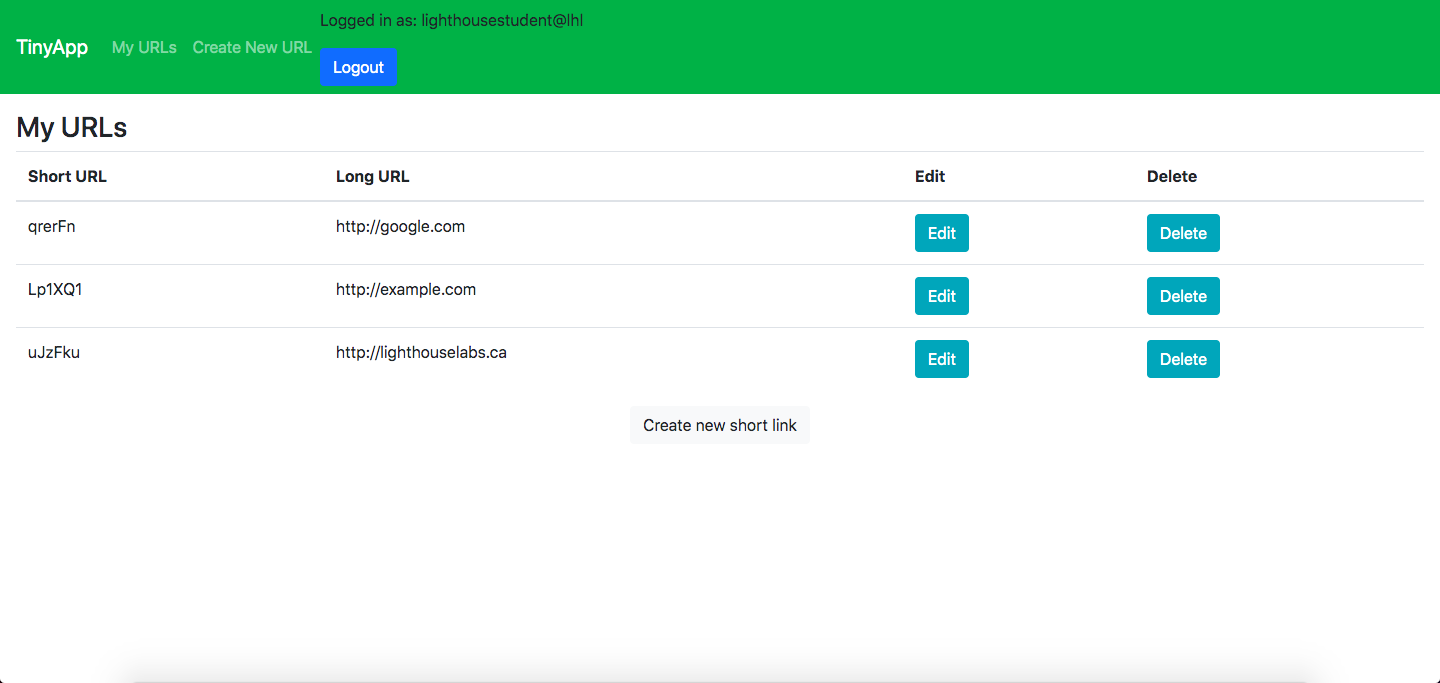 Logged in as: lighthousestudent@lhl
TinyApp My URLs Create New URL
Logout
My URLs
Short URL Long URL Edit Delete
qrerFn http://google.com Edit Delete
Lp1XQ1 http://example.com Edit Delete
uJzFku http://lighthouselabs.ca Edit Delete
Create new short link